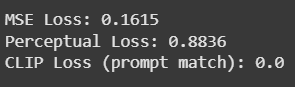 MSE Loss: 0.1615
Perceptual Loss: 0.8836
CLIP Loss (prompt match): 0.0